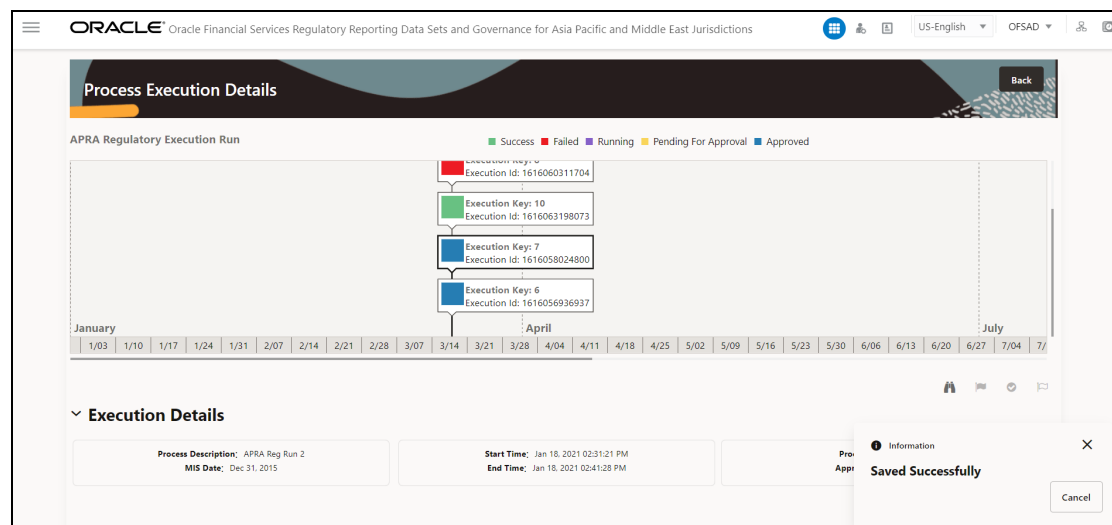 ORACLE Oracle Financial Services Regulatory Reporting Data Sets and Governance for Asia Pacific and Middle East Jurisdictions US-English OFSAD
Process Execution Details Back
APRA Regulatory Execution Run Success Failed Running Pending For Approval Approved
Execution Id: 1616060311704
Execution Key: 10
Execution Id: 1616063198073
Execution Key: 7
Execution Id: 1616058024800
Execution Key: 6
Execution Id: 1616056936937
January April July
1/03 1/10 1/17 1/24 1/31 2/07 2/14 2/21 2/28 3/07 3/14 3/21 3/28 4/04 4/11 4/18 4/25 5/02 5/09 5/16 5/23 5/30 6/06 6/13 6/20 6/27 7/04 7/
Execution Details
Process Description: APRA Reg Run 2
MIS Date: Dec 31, 2015
Start Time: Jan 18, 2021 02:31:21 PM
End Time: Jan 18, 2021 02:41:28 PM
Pro
Appr
Information
Saved Successfully
Cancel